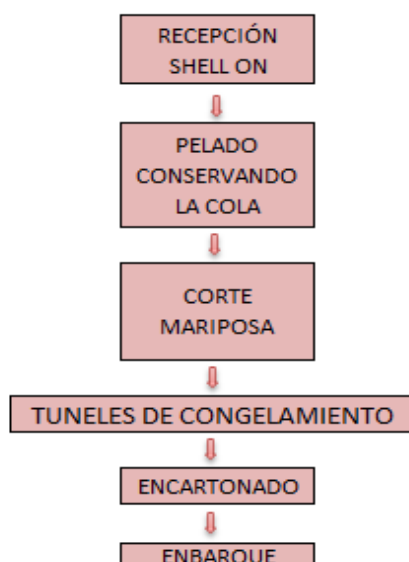 RECEPCIÓN
SHELL ON
PELADO
CONSERVANDO
LA COLA
CORTE
MARIPOSA
TUNELES DE CONGELAMIENTO
ENCARTONADO
ENBARQUE